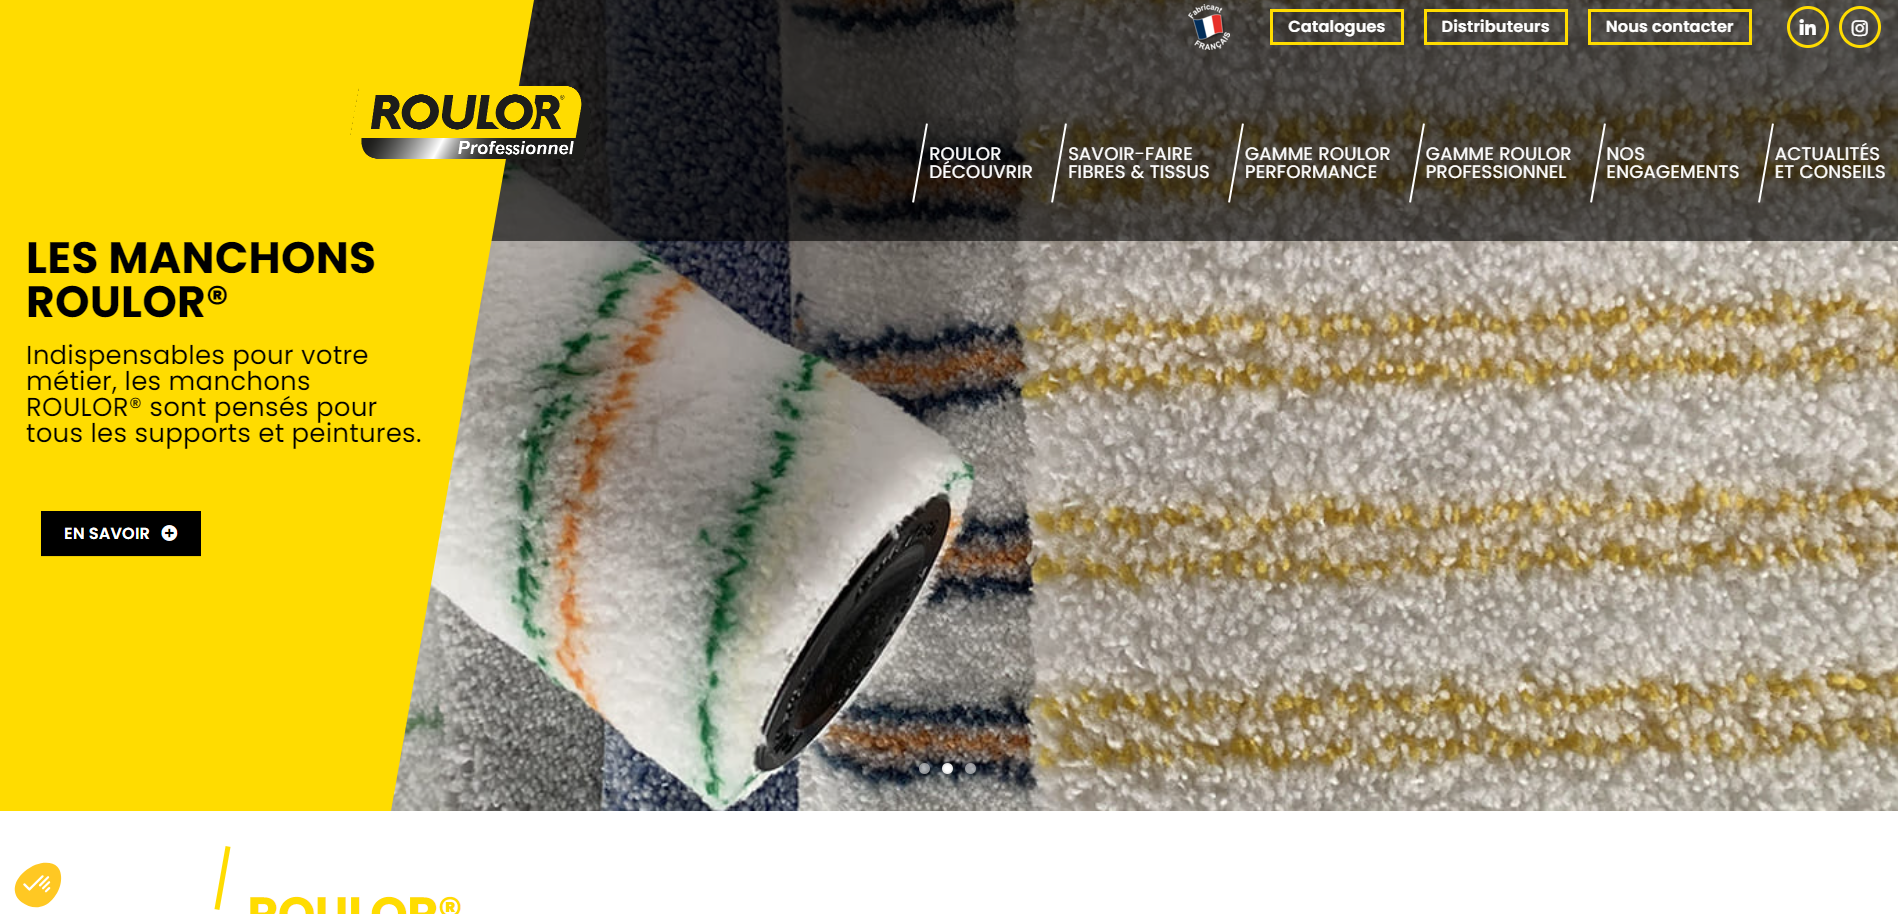 Fabricant
FRANÇAIS
Catalogues
Distributeurs
Nous contacter
in
ROULOR®
Professionnel
ROULOR
DÉCOUVRIR
SAVOIR-FAIRE
FIBRES & TISSUS
GAMME ROULOR
PERFORMANCE
GAMME ROULOR
PROFESSIONNEL
NOS
ENGAGEMENTS
ACTUALITÉS
ET CONSEILS
LES MANCHONS
ROULOR®
Indispensables pour votre
métier, les manchons
ROULOR® sont pensés pour
tous les supports et peintures.
EN SAVOIR
ROULOR®